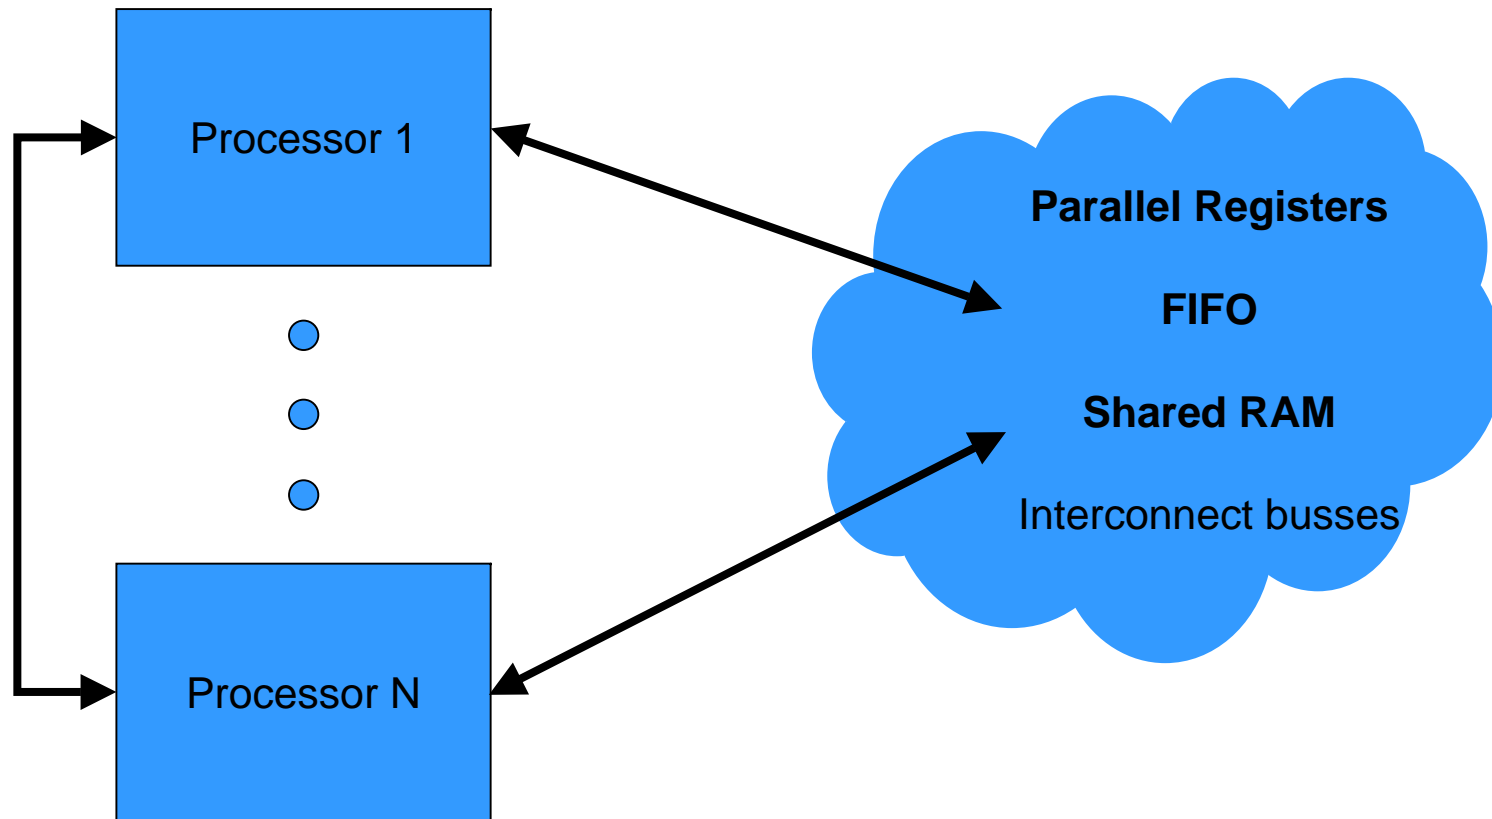 Processor 1
Parallel Registers
FIFO
Shared RAM
Interconnect busses
Processor N